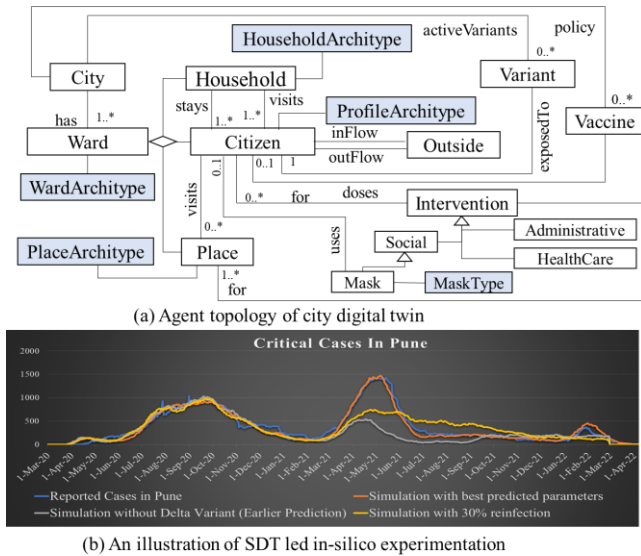 HouseholdArchitype
activeVariants
policy
City
Household
0..*
Variant
stays
visits
has
1..*
1..*
1..*
ProfileArchitype
0..*
exposedTo
Vaccine
Ward
Citizen
inFlow
outFlow
Outside
0..1
0..1
1
WardArchitype
visits
0..*
for
doses
Intervention
uses
Social
Administrative
HealthCare
0..*
PlaceArchitype
Place
1..*
for
Mask
MaskType
(a) Agent topology of city digital twin
Critical Cases In Pune
2000
1500
1000
500
0
1-Mar-20
1-Apr-20
1-May-20
1-Jun-20
1-Jul-20
1-Aug-20
1-Sep-20
1-Oct-20
1-Nov-20
1-Dec-20
1-Jan-21
1-Feb-21
1-Mar-21
1-Apr-21
1-May-21
1-Jun-21
1-Jul-21
1-Aug-21
1-Sep-21
1-Oct-21
1-Nov-21
1-Dec-21
1-Jan-22
1-Feb-22
1-Mar-22
1-Apr-22
Reported Cases in Pune
Simulation with best predicted parameters
Simulation without Delta Variant (Earlier Prediction)
Simulation with 30% reinfection
(b) An illustration of SDT led in-silico experimentation